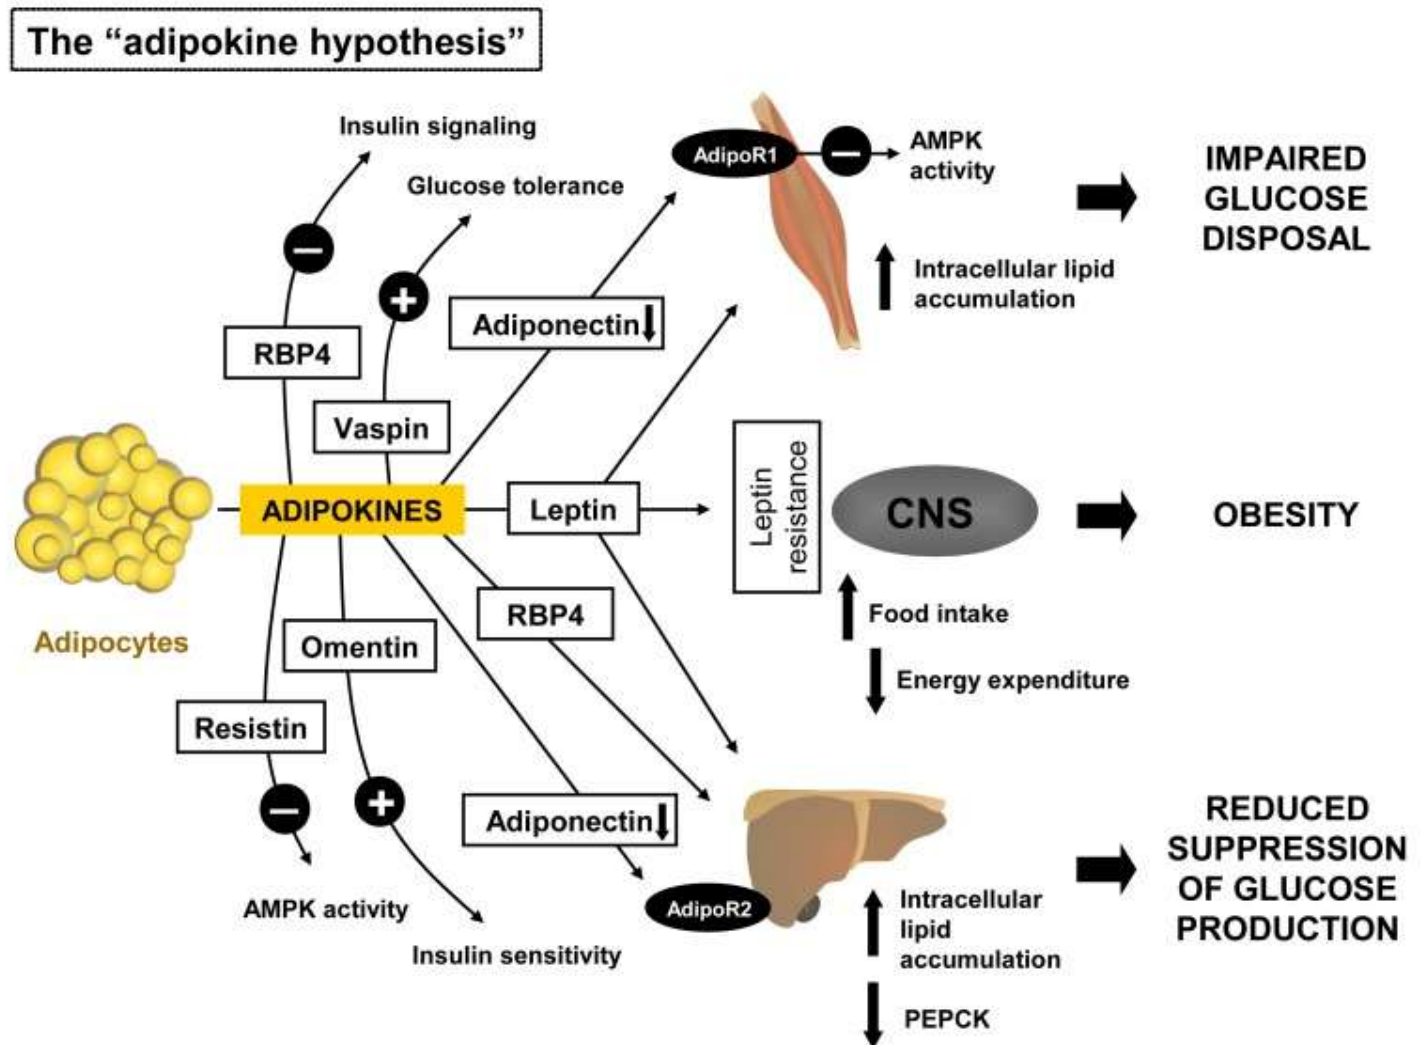 The “adipokine hypothesis”
Insulin signaling
Glucose tolerance
RBP4
Vaspin
Adiponectin
AdipoR1
AMPK
activity
Intracellular lipid
accumulation
IMPAIRED
GLUCOSE
DISPOSAL
Adipocytes
ADIPOKINES
Leptin
Leptin
resistance
CNS
OBESITY
Food intake
Energy expenditure
RBP4
Omentin
Resistin
AMPK activity
Insulin sensitivity
Adiponectin
AdipoR2
Intracellular
lipid
accumulation
PEPCK
REDUCED
SUPPRESSION
OF GLUCOSE
PRODUCTION